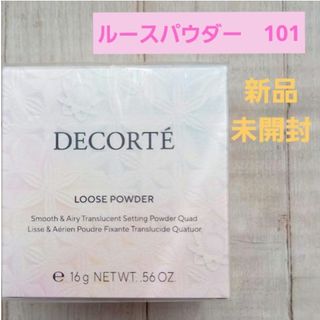 ルースパウダー　101
新品
未開封
DECORTÉ
LOOSE POWDER
Smooth & Airy Translucent Setting Powder Quad
Lisse & Aérien Poudre Fixante Translucide Quatuor
℮ 16 g NET WT. .56 OZ.